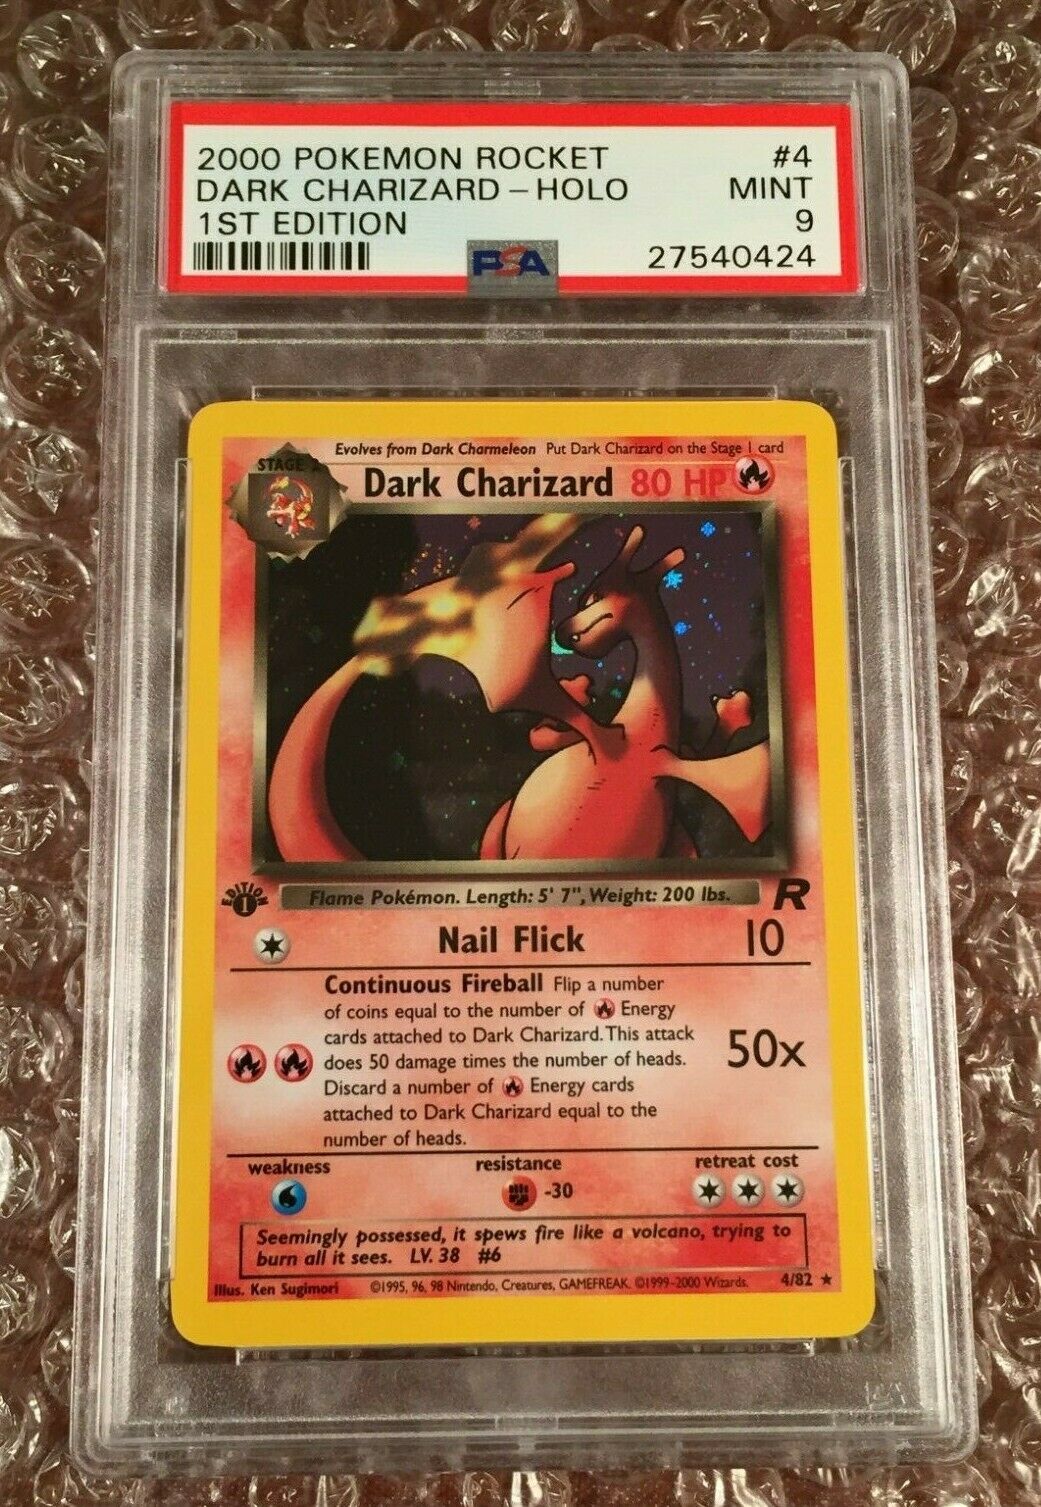 2000 POKEMON ROCKET #4
DARK CHARIZARD - HOLO MINT
1ST EDITION 9
PSA 27540424
Evolves from Dark Charmeleon Put Dark Charizard on the Stage 1 card
STAGE 2
Dark Charizard 80 HP
EDITION 1
Flame Pokémon. Length: 5' 7", Weight: 200 lbs.
R
Nail Flick 10
Continuous Fireball Flip a number
of coins equal to the number of Energy
cards attached to Dark Charizard. This attack
does 50 damage times the number of heads.
50x
Discard a number of Energy cards
attached to Dark Charizard equal to the
number of heads.
weakness resistance retreat cost
-30
Seemingly possessed, it spews fire like a volcano, trying to
burn all it sees. LV. 38 #6
Illus. Ken Sugimori ©1995, 96, 98 Nintendo, Creatures, GAMEFREAK. ©1999-2000 Wizards. 4/82 ★